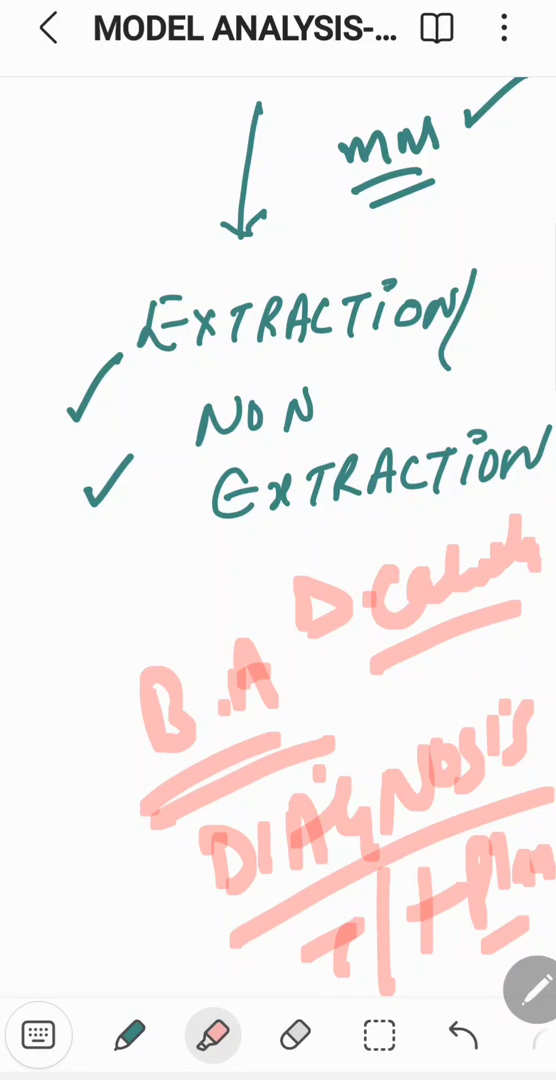 MODEL ANALYSIS-...
MM
EXTRACTION/
NON
EXTRACTION
B.A
DIAGNOSIS